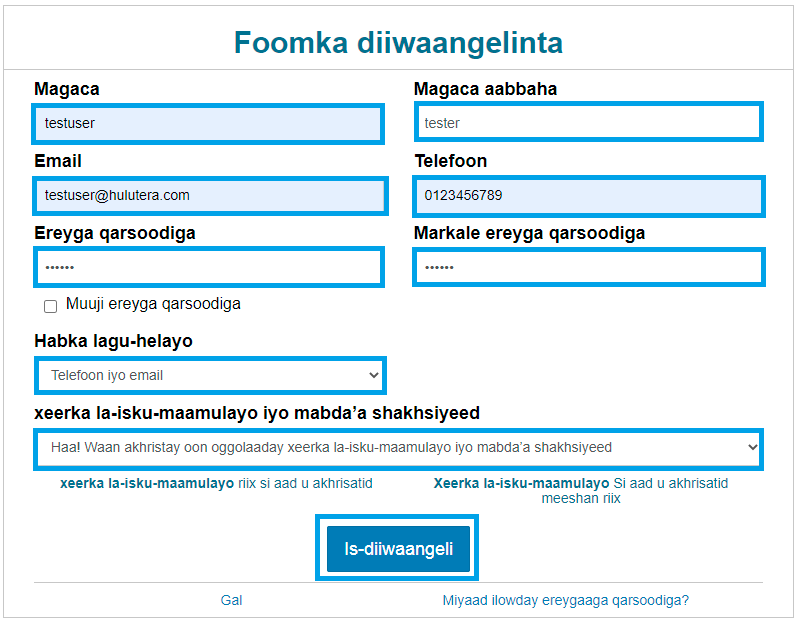 Foomka diiwaangelinta
Magaca Magaca aabbaha
testuser tester
Email Telefoon
testuser@hulutera.com 0123456789
Ereyga qarsoodiga Markale ereyga qarsoodiga
•••••• ••••••
Muuji ereyga qarsoodiga
Habka lagu-helayo
Telefoon iyo email
xeerka la-isku-maamulayo iyo mabda’a shakhsiyeed
Haa! Waan akhristay oon oggolaaday xeerka la-isku-maamulayo iyo mabda’a shakhsiyeed
xeerka la-isku-maamulayo riix si aad u akhrisatid
Xeerka la-isku-maamulayo Si aad u akhrisatid
meeshan riix
Is-diiwaangeli
Gal Miyaad ilowday ereygaaga qarsoodiga?